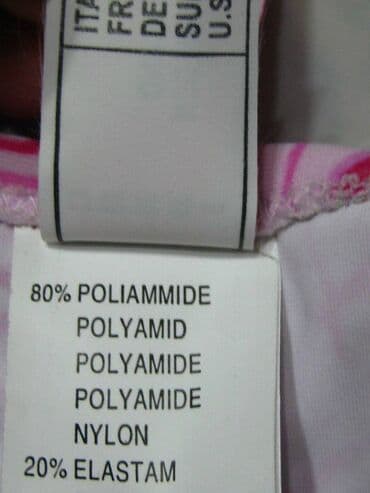 ITA
FR
DE
SU
U.S
80% POLIAMMIDE
POLYAMID
POLYAMIDE
POLYAMIDE
NYLON
20% ELASTAM